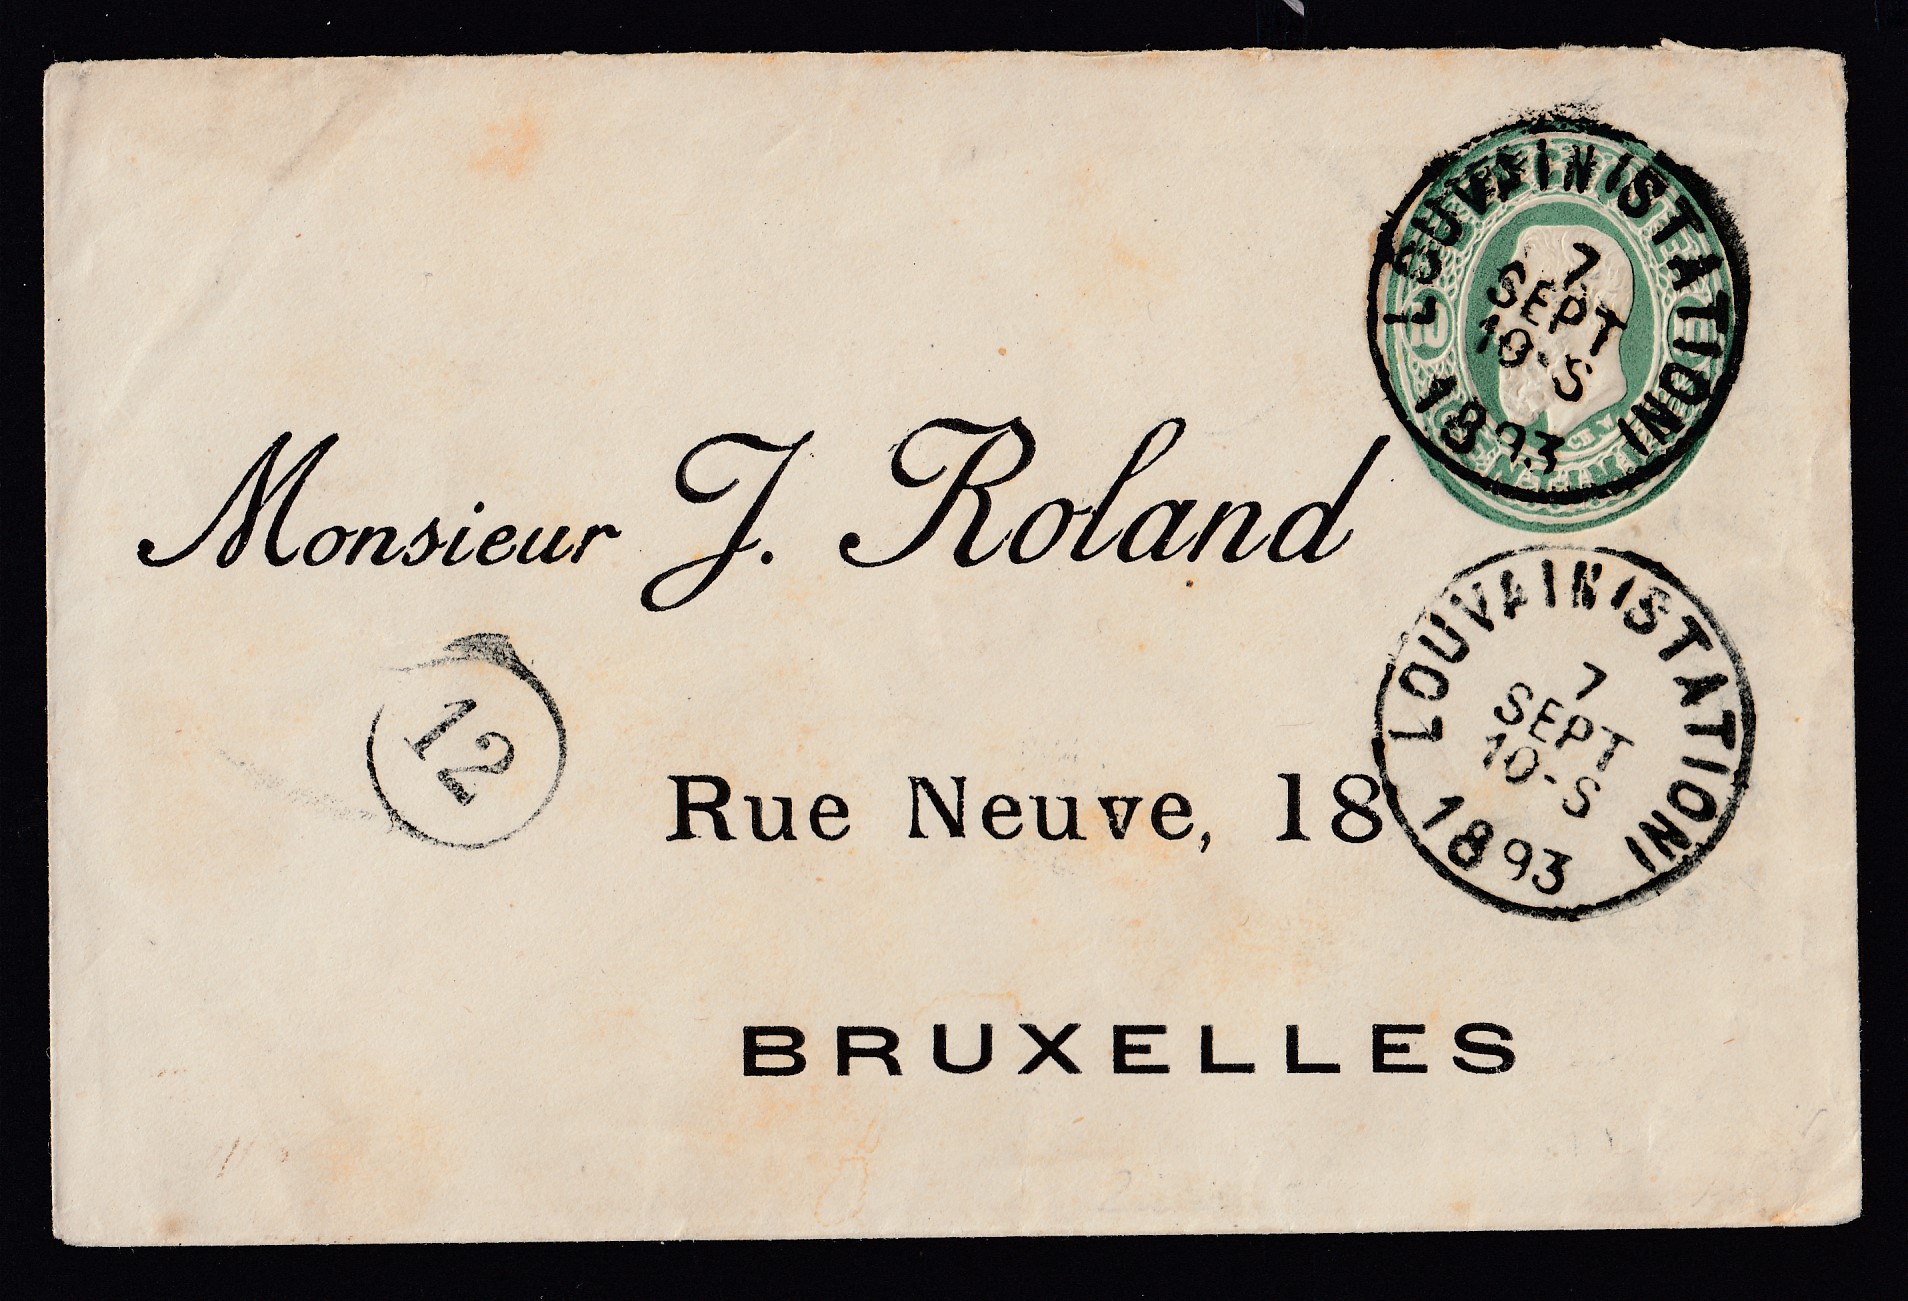 LOUVAIN (STATION)
7
SEPT
10-S
1893
Monsieur J. Roland
12
Rue Neuve, 18
LOUVAIN (STATION)
7
SEPT
10-S
1893
BRUXELLES